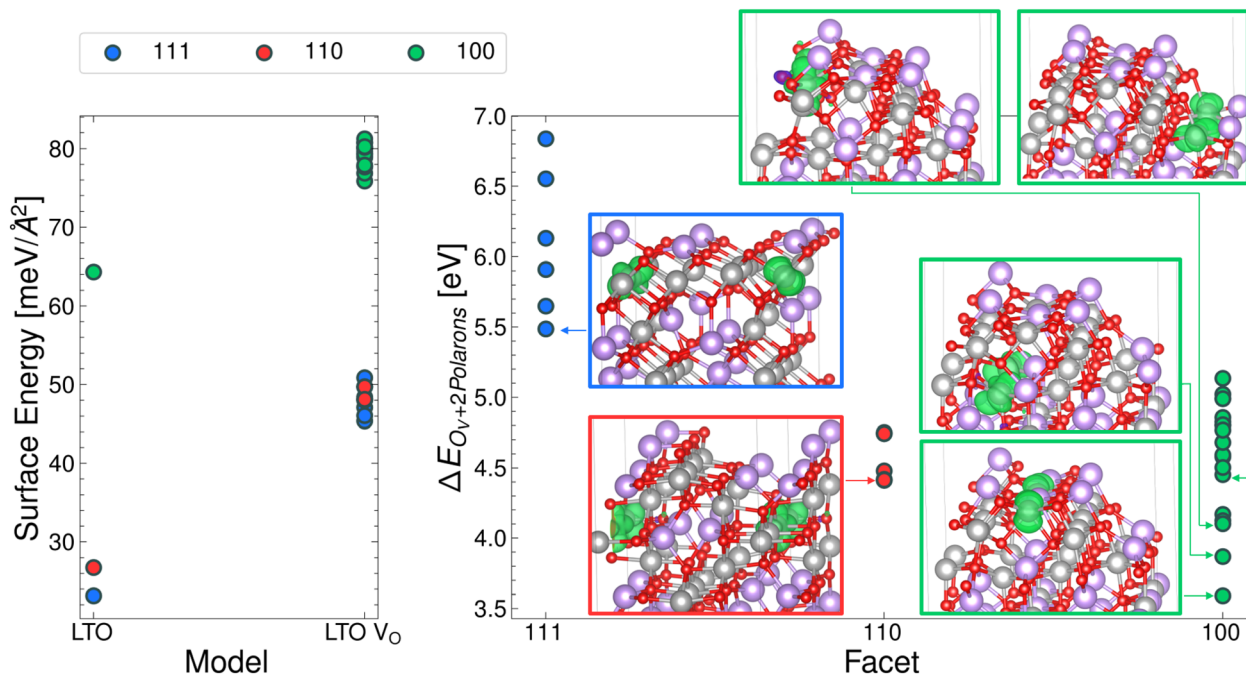 111 110 100
80
70
60
50
40
30
Surface Energy [meV/Å²]
LTO LTO V_O
Model
7.0
6.5
6.0
5.5
5.0
4.5
4.0
3.5
ΔE_{O_V+2Polarons} [eV]
111 110 100
Facet